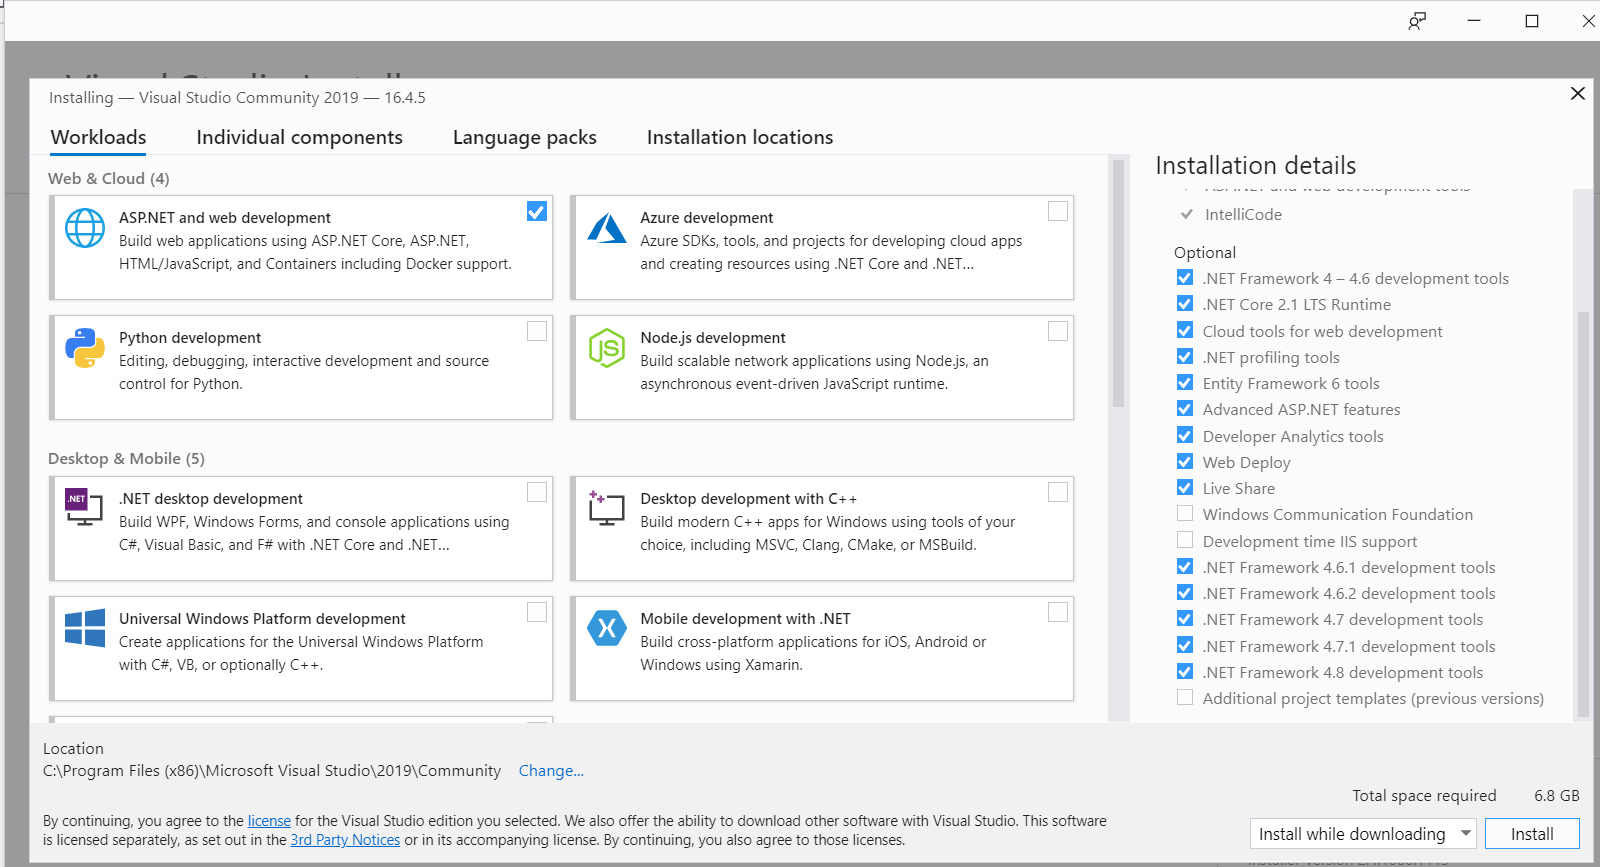 Visual Studio Installer
Installing — Visual Studio Community 2019 — 16.4.5
Workloads
Individual components
Language packs
Installation locations
Web & Cloud (4)
ASP.NET and web development
Build web applications using ASP.NET Core, ASP.NET,
HTML/JavaScript, and Containers including Docker support.
Azure development
Azure SDKs, tools, and projects for developing cloud apps
and creating resources using .NET Core and .NET...
Python development
Editing, debugging, interactive development and source
control for Python.
Node.js development
Build scalable network applications using Node.js, an
asynchronous event-driven JavaScript runtime.
Desktop & Mobile (5)
.NET
.NET desktop development
Build WPF, Windows Forms, and console applications using
C#, Visual Basic, and F# with .NET Core and .NET...
Desktop development with C++
Build modern C++ apps for Windows using tools of your
choice, including MSVC, Clang, CMake, or MSBuild.
Universal Windows Platform development
Create applications for the Universal Windows Platform
with C#, VB, or optionally C++.
Mobile development with .NET
Build cross-platform applications for iOS, Android or
Windows using Xamarin.
Installation details
ASP.NET and web development tools
IntelliCode
Optional
.NET Framework 4 – 4.6 development tools
.NET Core 2.1 LTS Runtime
Cloud tools for web development
.NET profiling tools
Entity Framework 6 tools
Advanced ASP.NET features
Developer Analytics tools
Web Deploy
Live Share
Windows Communication Foundation
Development time IIS support
.NET Framework 4.6.1 development tools
.NET Framework 4.6.2 development tools
.NET Framework 4.7 development tools
.NET Framework 4.7.1 development tools
.NET Framework 4.8 development tools
Additional project templates (previous versions)
Location
C:\Program Files (x86)\Microsoft Visual Studio\2019\Community Change...
Total space required 6.8 GB
By continuing, you agree to the license for the Visual Studio edition you selected. We also offer the ability to download other software with Visual Studio. This software
is licensed separately, as set out in the 3rd Party Notices or in its accompanying license. By continuing, you also agree to those licenses.
Install while downloading
Install